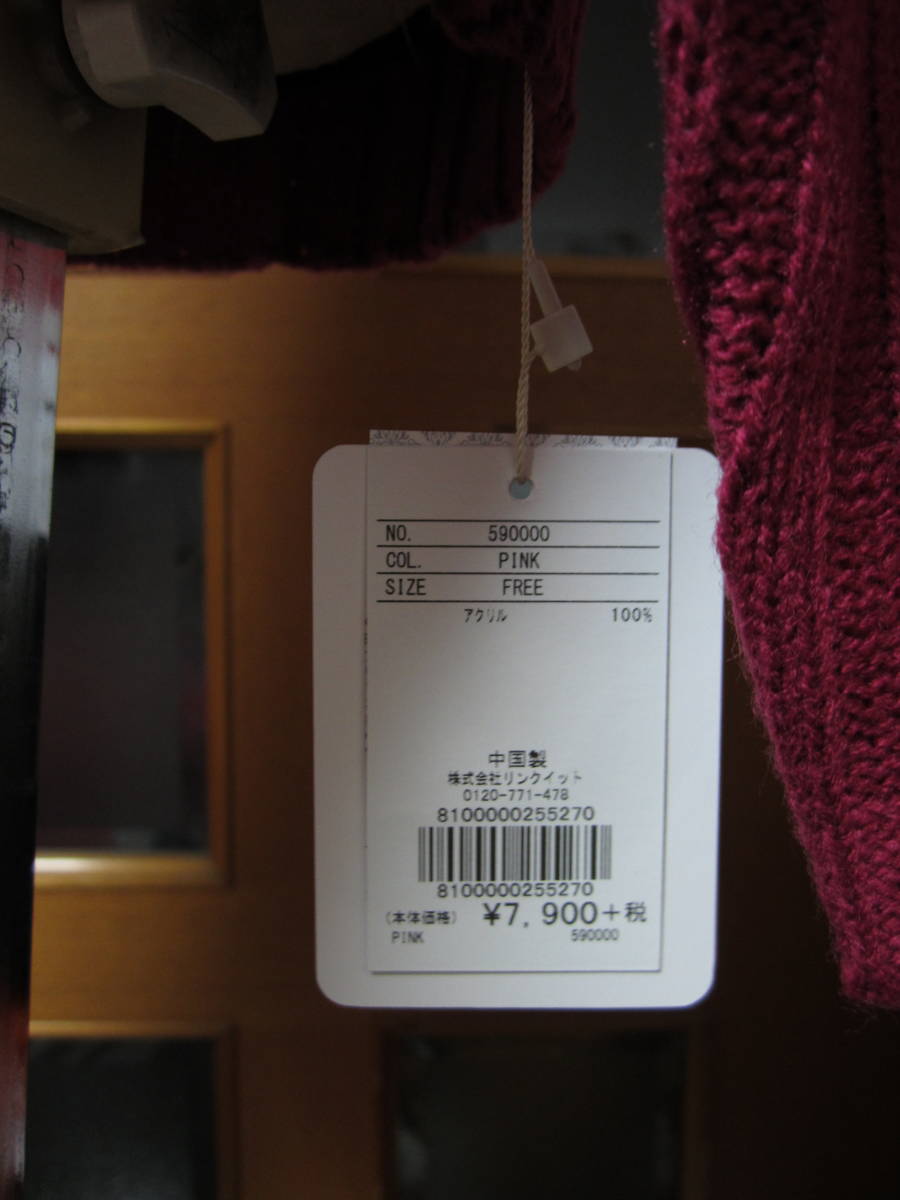 NO. 590000
COL. PINK
SIZE FREE
アクリル 100%
中国製
株式会社リンクイット
0120-771-478
8100000255270
8100000255270
(本体価格) ¥7,900+税
PINK 590000